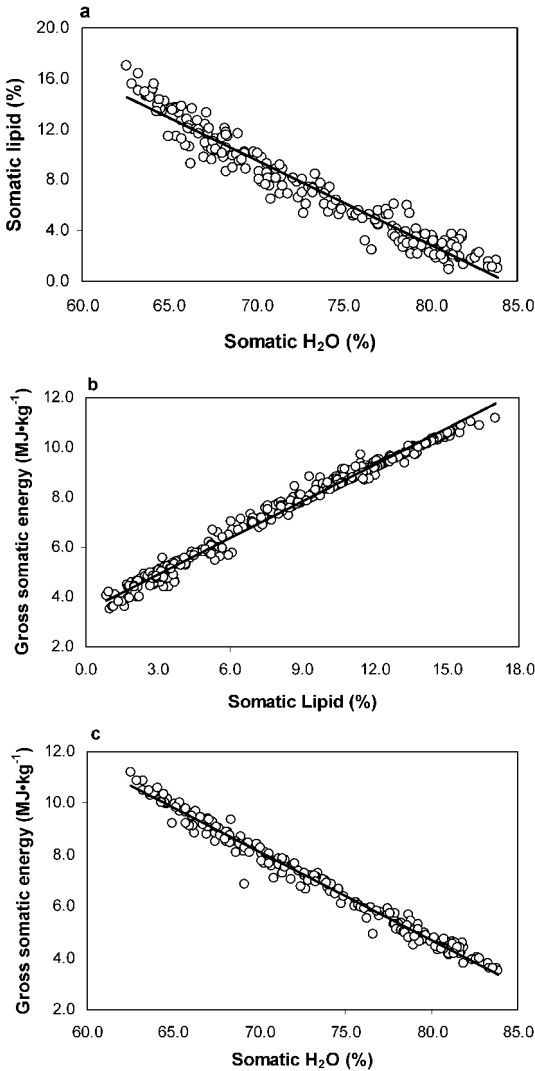 a
20.0
16.0
12.0
8.0
4.0
0.0
Somatic lipid (%)
60.0 65.0 70.0 75.0 80.0 85.0
Somatic H₂O (%)
b
12.0
10.0
8.0
6.0
4.0
2.0
Gross somatic energy (MJ•kg⁻¹)
0.0 3.0 6.0 9.0 12.0 15.0 18.0
Somatic Lipid (%)
c
12.0
10.0
8.0
6.0
4.0
2.0
Gross somatic energy (MJ•kg⁻¹)
60.0 65.0 70.0 75.0 80.0 85.0
Somatic H₂O (%)